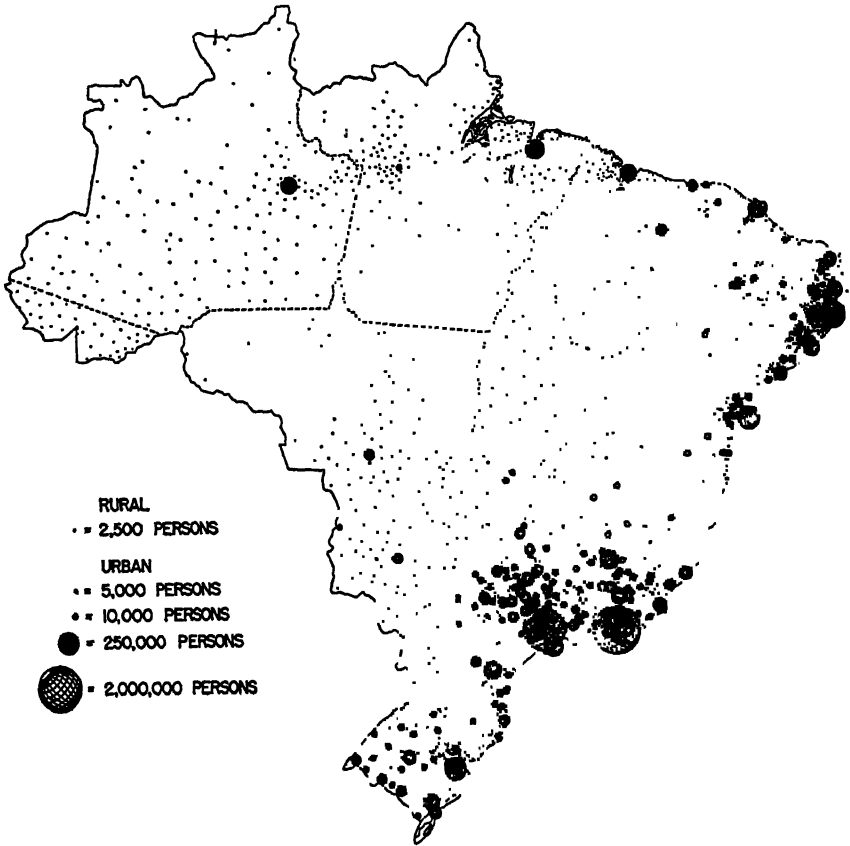 RURAL
· = 2,500 PERSONS
URBAN
= 5,000 PERSONS
= 10,000 PERSONS
= 250,000 PERSONS
= 2,000,000 PERSONS